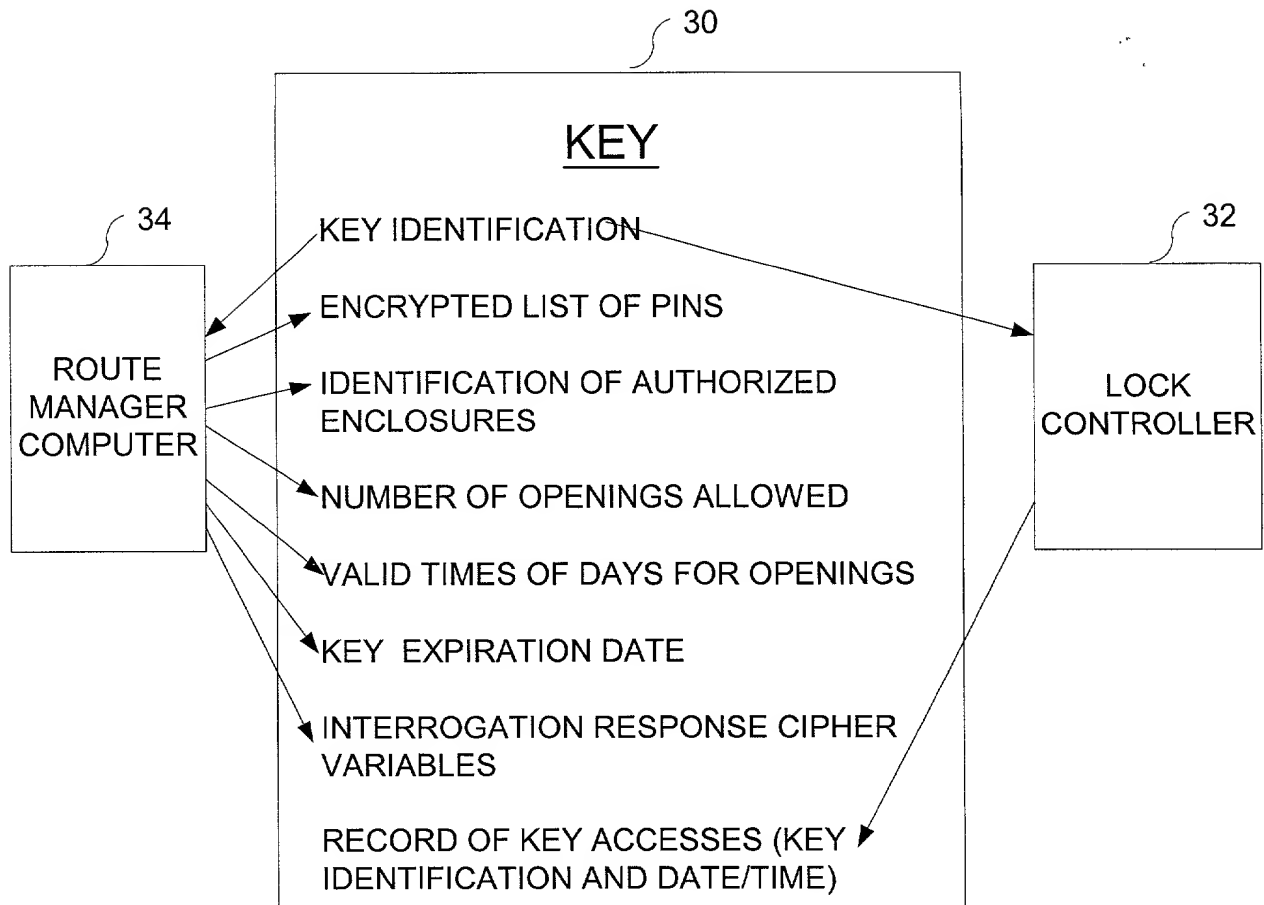 30
KEY
34
32
KEY IDENTIFICATION
ENCRYPTED LIST OF PINS
ROUTE
MANAGER
COMPUTER
IDENTIFICATION OF AUTHORIZED
ENCLOSURES
LOCK
CONTROLLER
NUMBER OF OPENINGS ALLOWED
VALID TIMES OF DAYS FOR OPENINGS
KEY EXPIRATION DATE
INTERROGATION RESPONSE CIPHER
VARIABLES
RECORD OF KEY ACCESSES (KEY
IDENTIFICATION AND DATE/TIME)